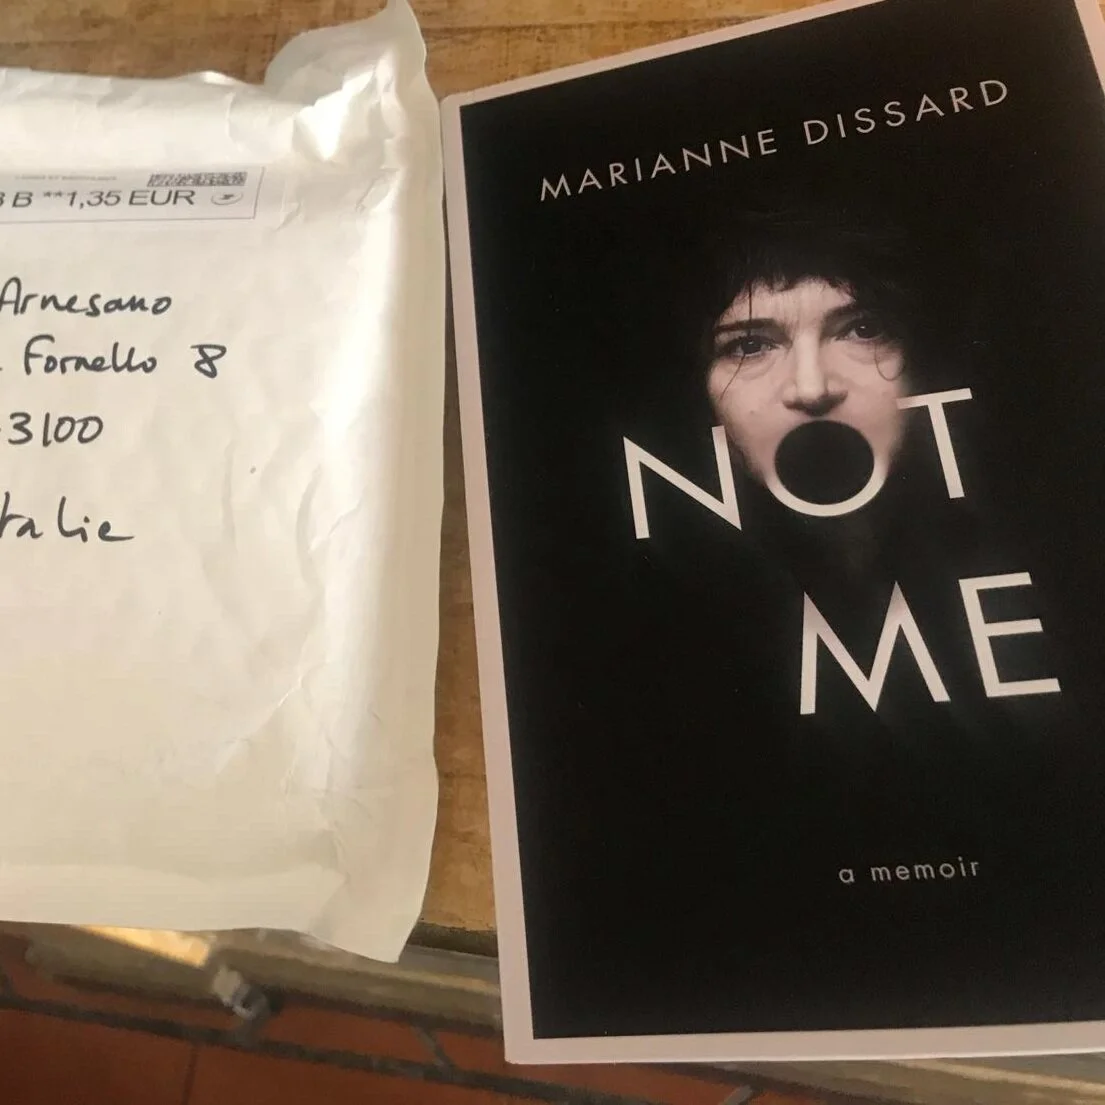 B **1,35 EUR
Arnesano
Fornello 8
3100
talie
MARIANNE DISSARD
NOT
ME
a memoir